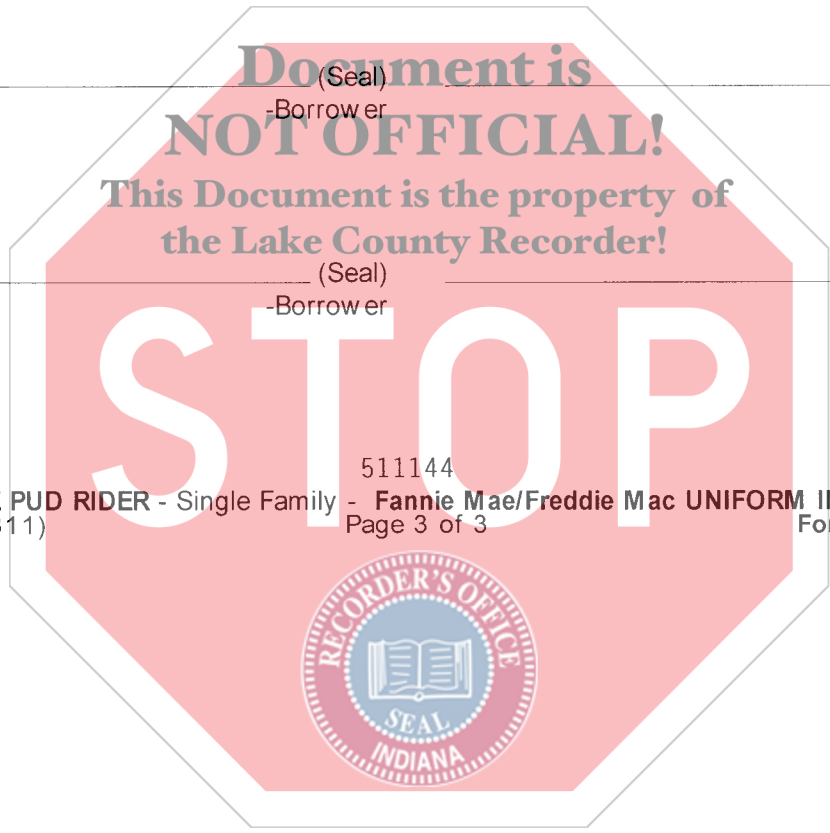 Document is
(Seal)
-Borrower
NOT OFFICIAL!
This Document is the property of
the Lake County Recorder!
(Seal)
-Borrower
STOP
511144
PUD RIDER - Single Family - Fannie Mae/Freddie Mac UNIFORM
11)
Page 3 of 3
RECORDER'S OFFICE
SEAL
INDIANA